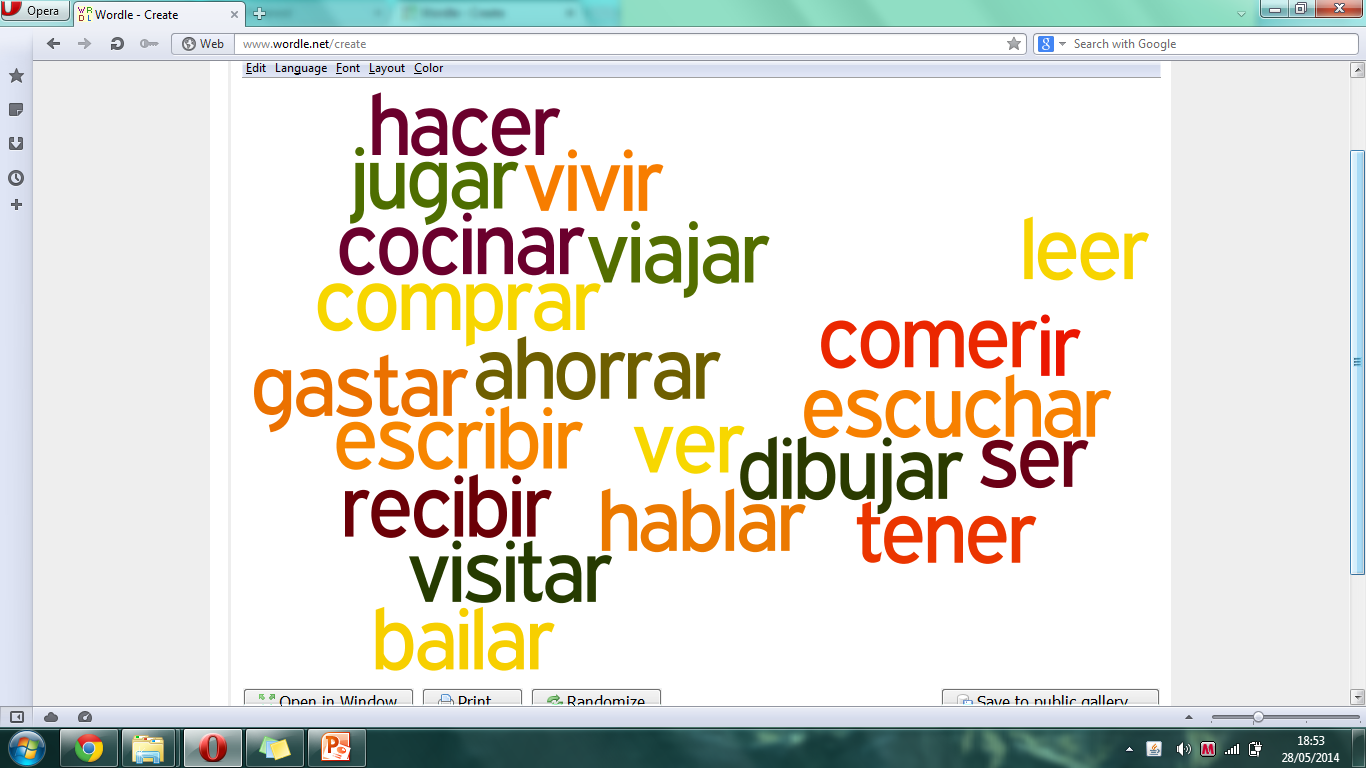 Opera
Wordle - Create
Wordle - Create
Web
www.wordle.net/create
Search with Google
Edit Language Font Layout Color
hacer
jugar vivir
cocinar viajar leer
comprar
comer ir
ahorrar
gastar escuchar
escribir ver
dibujar ser
recibir hablar tener
visitar
bailar
Open in Window Print Randomize Save to public gallery
18:53
28/05/2014